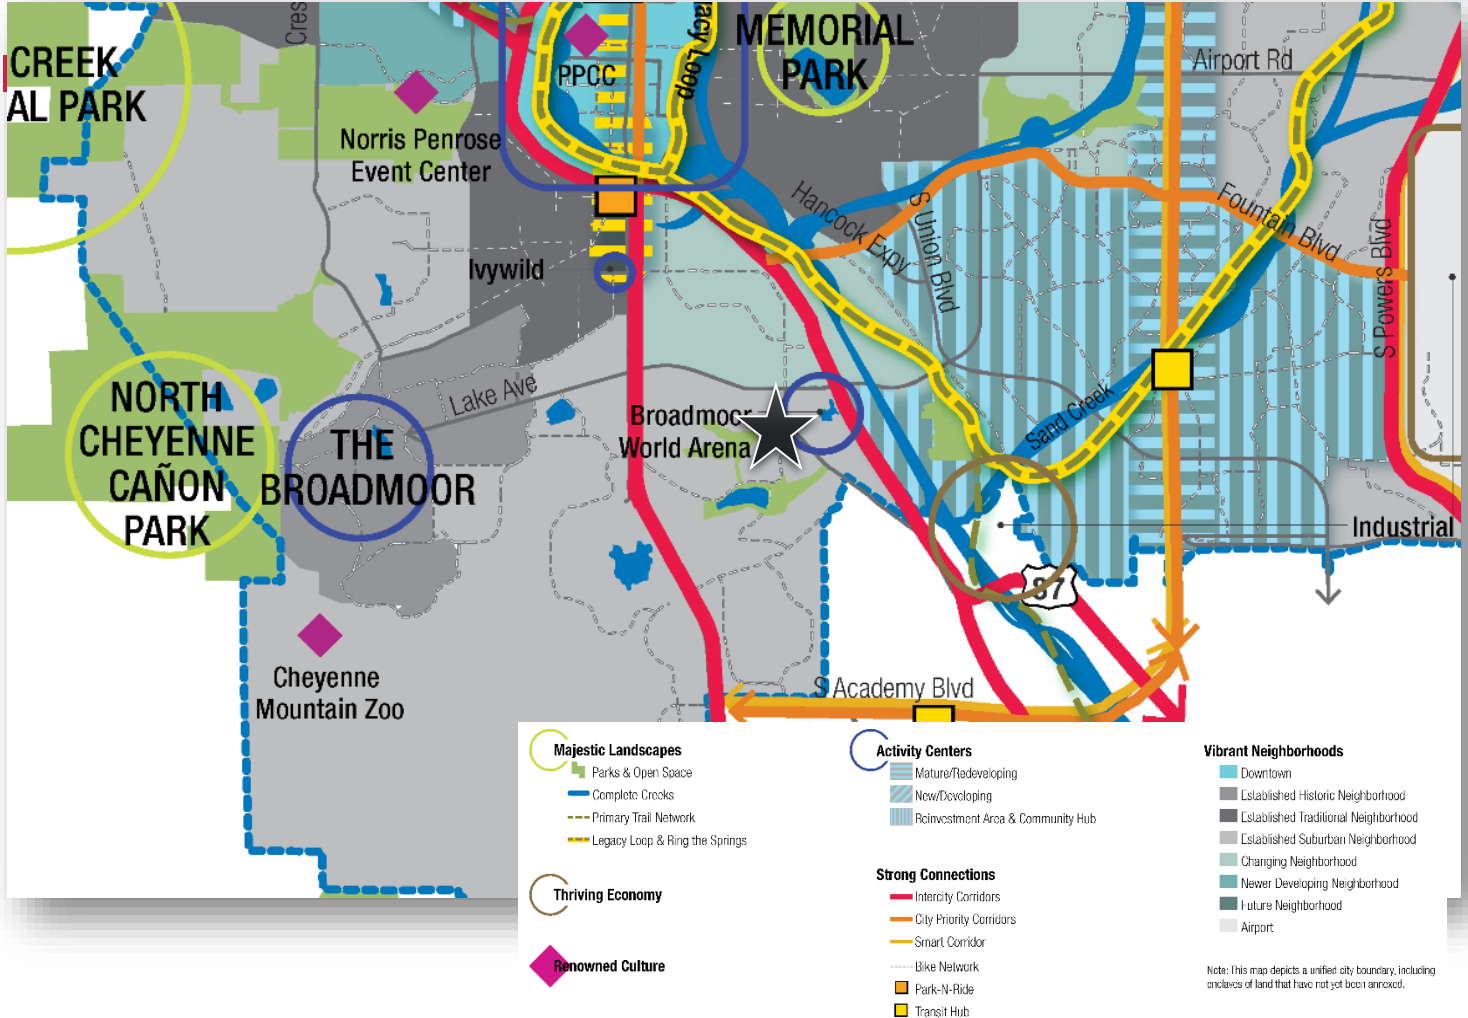 Cres
acy Loop
MEMORIAL
PARK
CREEK
AL PARK
PPCC
Airport Rd
Norris Penrose
Event Center
Hancock Expy
S Union Blvd
Fountain Blvd
S Powers Blvd
Ivywild
Lake Ave
NORTH
CHEYENNE
CAÑON
PARK
THE
BROADMOOR
Broadmoor
World Arena
Sand Creek
Industrial
87
Cheyenne
Mountain Zoo
S Academy Blvd
Majestic Landscapes
Parks & Open Space
Complete Creeks
Primary Trail Network
Legacy Loop & Ring the Springs
Thriving Economy
Renowned Culture
Activity Centers
Mature/Redeveloping
New/Developing
Reinvestment Area & Community Hub
Strong Connections
Intercity Corridors
City Priority Corridors
Smart Corridor
Bike Network
Park-N-Ride
Transit Hub
Vibrant Neighborhoods
Downtown
Established Historic Neighborhood
Established Traditional Neighborhood
Established Suburban Neighborhood
Changing Neighborhood
Newer Developing Neighborhood
Future Neighborhood
Airport
Note: This map depicts a unified city boundary, including
enclaves of land that have not yet been annexed.